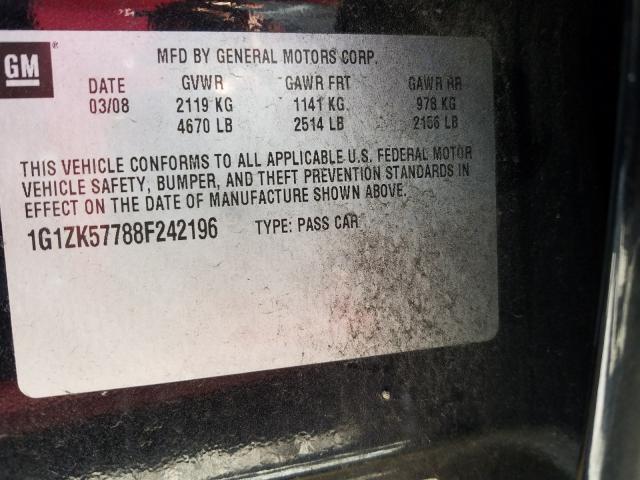 GM ® MFD BY GENERAL MOTORS CORP.
DATE GVWR GAWR FRT GAWR RR
03/08 2119 KG 1141 KG 978 KG
4670 LB 2514 LB 2156 LB
THIS VEHICLE CONFORMS TO ALL APPLICABLE U.S. FEDERAL MOTOR
VEHICLE SAFETY, BUMPER, AND THEFT PREVENTION STANDARDS IN
EFFECT ON THE DATE OF MANUFACTURE SHOWN ABOVE.
1G1ZK57788F242196 TYPE: PASS CAR